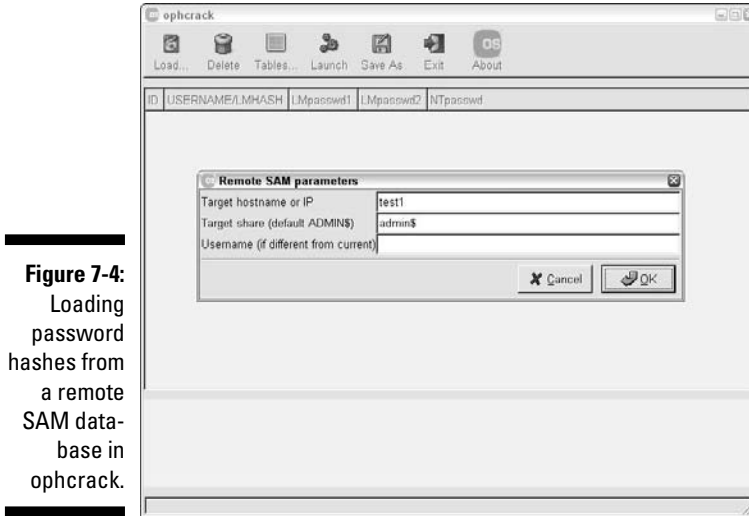 ophcrack
Load... Delete Tables... Launch Save As Exit About
ID USERNAME/LMHASH LMpasswd1 LMpasswd2 NTpasswd
Remote SAM parameters
Target hostname or IP test1
Target share (default ADMIN$) admin$
Username (if different from current)
Cancel OK
Figure 7-4:
Loading
password
hashes from
a remote
SAM data-
base in
ophcrack.